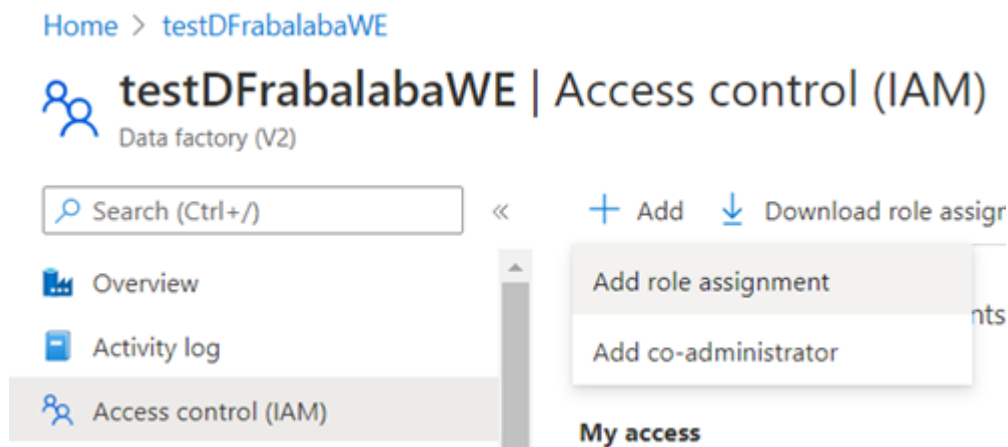 Home > testDFrabalabaWE
testDFrabalabaWE | Access control (IAM)
Data factory (V2)
Search (Ctrl+/)
«
+ Add
Download role assign
Overview
Add role assignment
Activity log
Add co-administrator
nts
Access control (IAM)
My access